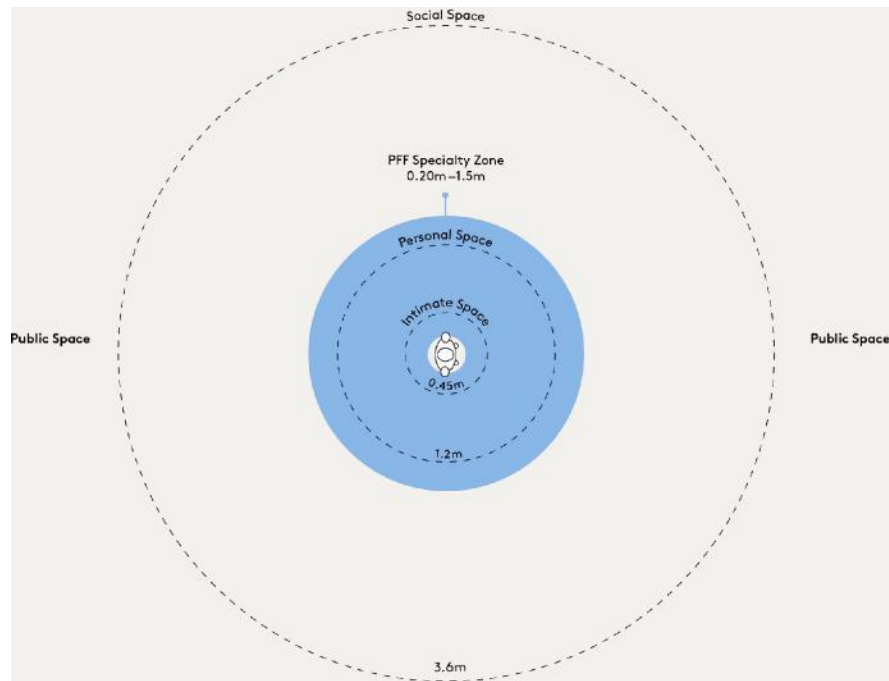 Social Space
PFF Specialty Zone
0.20m–1.5m
Personal Space
Intimate Space
Public Space
Public Space
0.45m
1.2m
3.6m